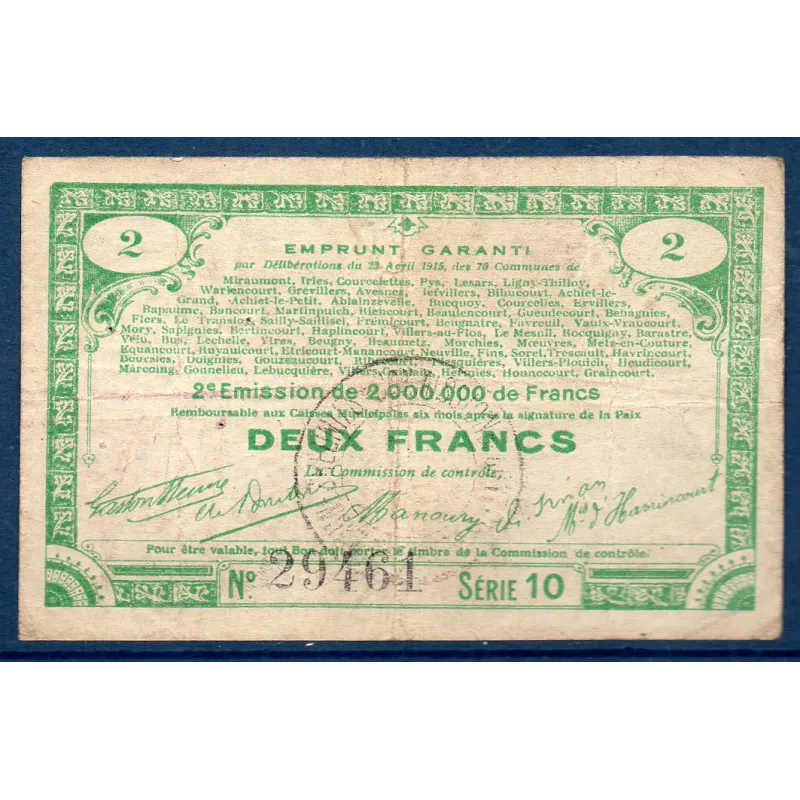 2 2
EMPRUNT GARANTI
par Délibérations du 23 Avril 1915, des 70 Communes de
Miraumont, Irles, Courcelettes, Pys, Lesars, Ligny-Thilloy,
Warlencourt, Grévillers, Avesnes, Bihucourt, Achiet-le-
Grand, Achiet-le-Petit, Ablainzevelle, Bucquoy, Courcelles, Ervillers,
Bapaume, Bancourt, Martinpuich, Riencourt, Beaulencourt, Gueudecourt, Behagnies,
Flers, Le Transloy, Sailly-Saillisel, Frémicourt, Beugnatre, Favreuil, Vaulx-Vraucourt,
Mory, Sapignies, Bertincourt, Haplincourt, Villers-au-Flos, Le Mesnil, Rocquigny, Barastre,
Vélu, Bus, Lechelle, Ytres, Beugny, Beaumetz, Morchies, Mœuvres, Metz-en-Couture,
Equancourt, Ruyaulcourt, Etricourt-Manancourt, Fins, Sorel, Trescault, Havrincourt,
Hermies, Doignies, Gouzeaucourt, Villers-Plouich, Heudicourt,
Marcoing, Gonnelieu, Lebucquière, Honnecourt, Graincourt.
2e Emission de 2.000.000 de Francs
Remboursable aux Caisses Municipales six mois après la signature de la Paix
DEUX FRANCS
La Commission de contrôle,
Manoury Mis d'Havrincourt
Pour être valable, tout Bon doit porter le timbre de la Commission de contrôle.
No. 29461 SÉRIE 10